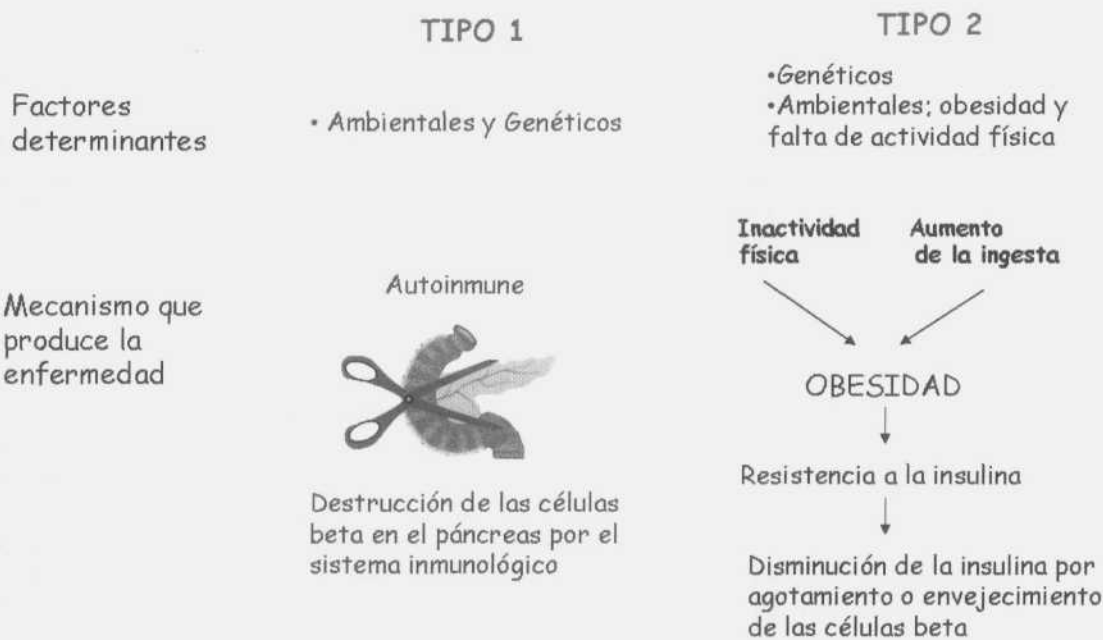 TIPO 1
TIPO 2
Factores
determinantes
• Ambientales y Genéticos
•Genéticos
•Ambientales; obesidad y
falta de actividad física
Mecanismo que
produce la
enfermedad
Autoinmune
Destrucción de las células
beta en el páncreas por el
sistema inmunológico
Inactividad
física
Aumento
de la ingesta
OBESIDAD
Resistencia a la insulina
Disminución de la insulina por
agotamiento o envejecimiento
de las células beta